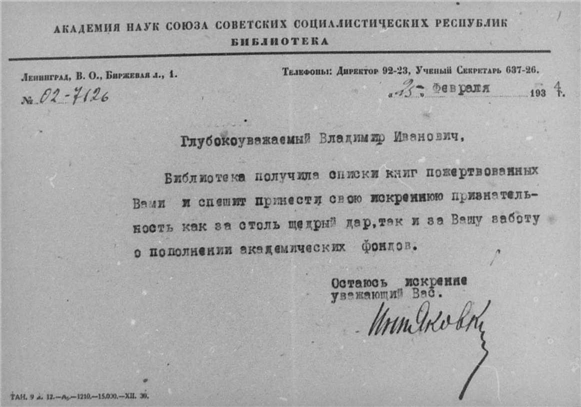 АКАДЕМИЯ НАУК СОЮЗА СОВЕТСКИХ СОЦИАЛИСТИЧЕСКИХ РЕСПУБЛИК
БИБЛИОТЕКА
Ленинград, В. О., Биржевая л., 1.
Телефоны: Директор 92-23, Ученый Секретарь 637-26.
№ 02-7126
Февраля 1934 г.
Глубокоуважаемый Владимир Иванович.
Библиотека получила списки книг пожертвованных
Вами и спешит принести свою искреннюю признатель-
ность как за столь щедрый дар, так и за Вашу заботу
о пополнении академических фондов.
Остаюсь искренне
уважающий Вас.